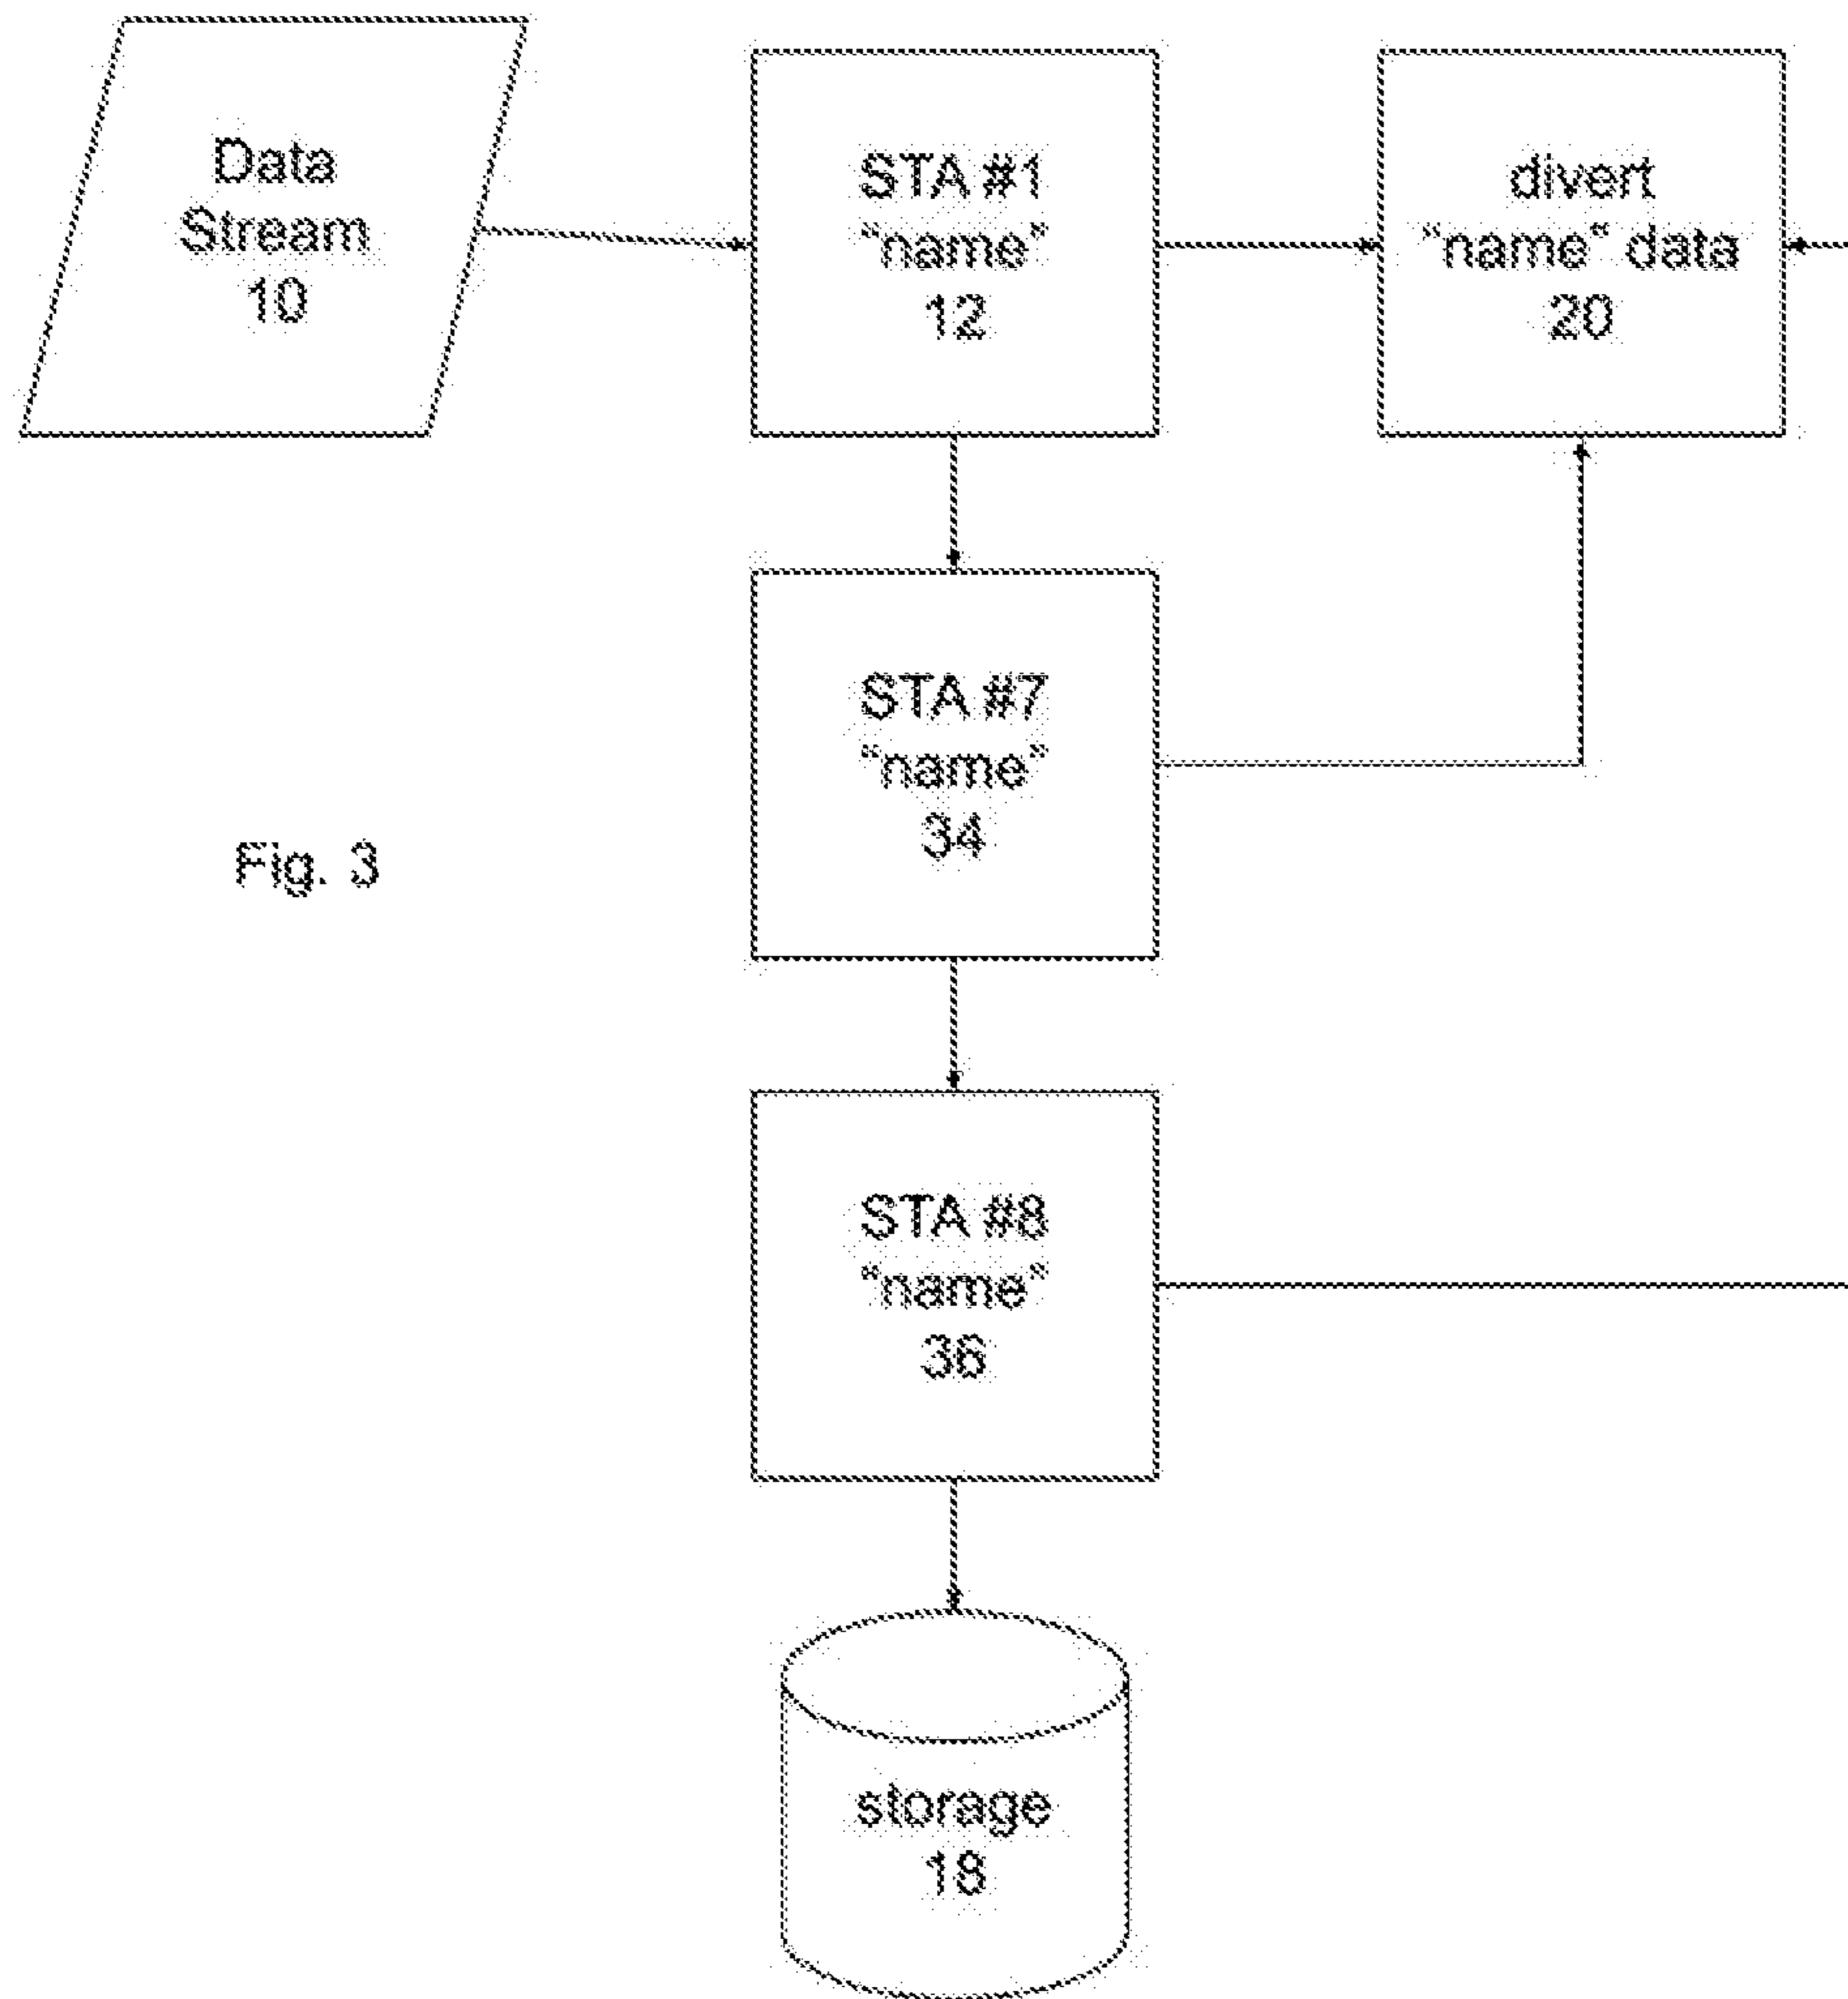 Data
Stream
10
STA #1
“name”
12
divert
“name“ data
20
STA #7
“name”
34
Fig. 3
STA #8
“name”
36
storage
18